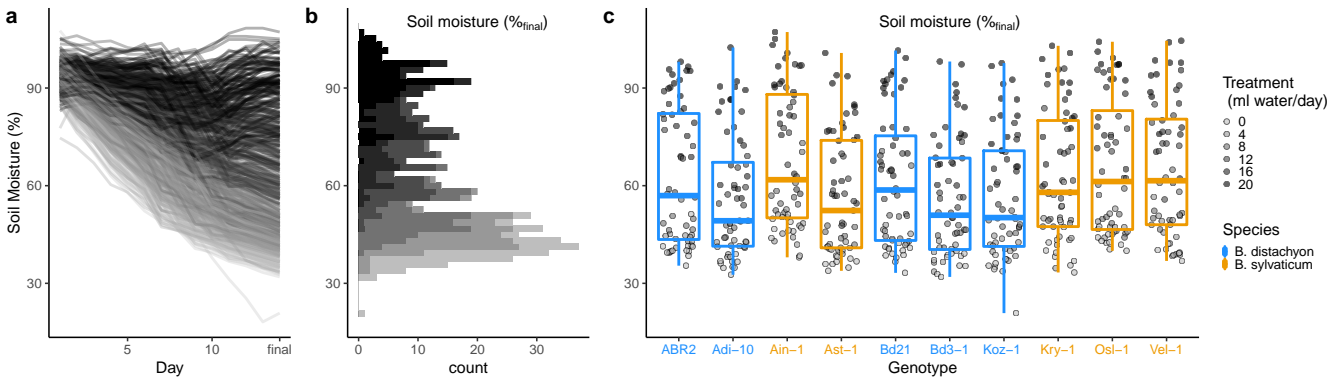 a
Soil Moisture (%)
90
60
30
5
10
final
Day
b
Soil moisture (%final)
90
60
30
0
10
20
30
count
c
Soil moisture (%final)
90
60
30
ABR2
Adi−10
Ain−1
Ast−1
Bd21
Bd3−1
Koz−1
Kry−1
Osl−1
Vel−1
Genotype
Treatment
(ml water/day)
0
4
8
12
16
20
Species
B. distachyon
B. sylvaticum